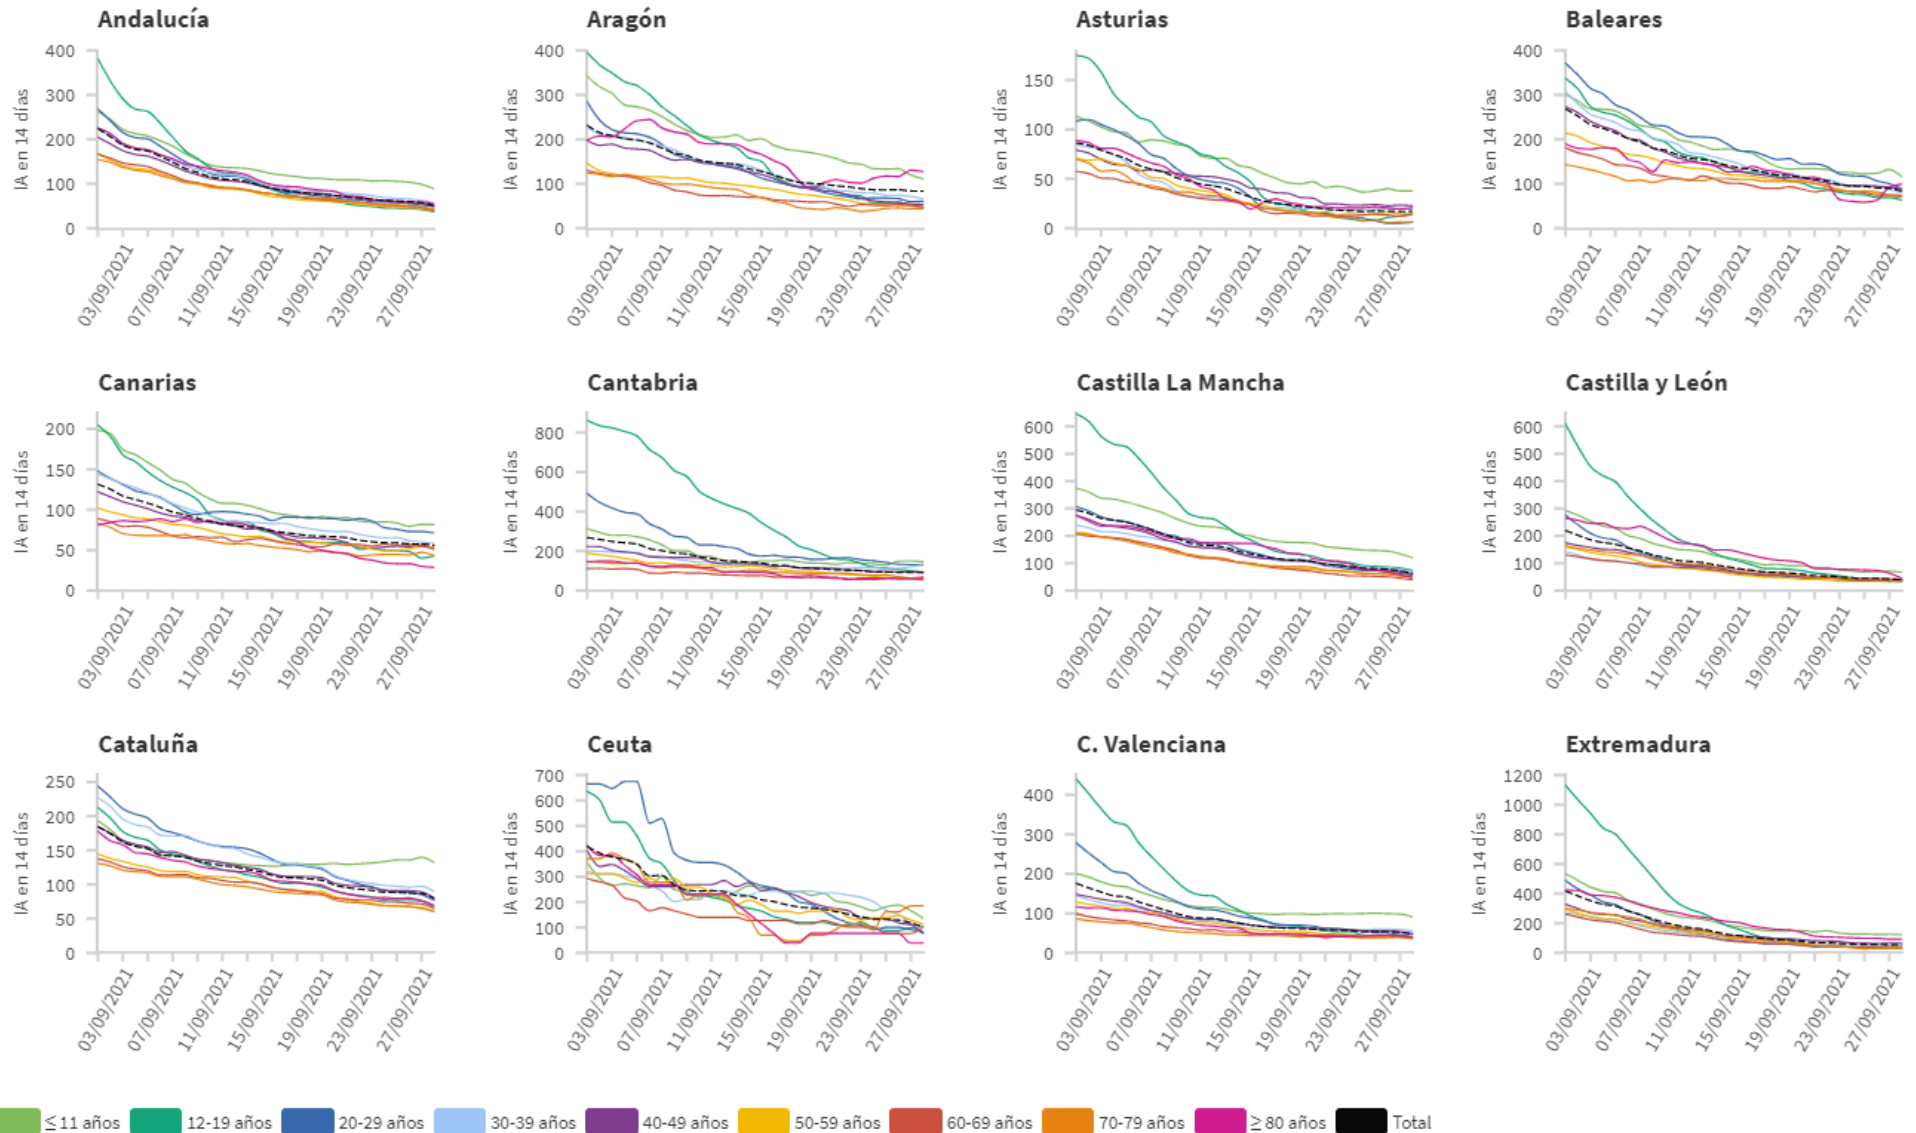 Andalucía Aragón Asturias Baleares
400 400 150 400
300 300 100 300
200 200 50 200
100 100 0 100
0 0 0
IA en 14 días IA en 14 días IA en 14 días IA en 14 días
03/09/2021 07/09/2021 11/09/2021 15/09/2021 19/09/2021 23/09/2021 27/09/2021 03/09/2021 07/09/2021 11/09/2021 15/09/2021 19/09/2021 23/09/2021 27/09/2021 03/09/2021 07/09/2021 11/09/2021 15/09/2021 19/09/2021 23/09/2021 27/09/2021 03/09/2021 07/09/2021 11/09/2021 15/09/2021 19/09/2021 23/09/2021 27/09/2021
Canarias Cantabria Castilla La Mancha Castilla y León
200 800 600 600
150 600 500 500
100 400 400 400
50 200 300 300
0 0 200 200
100 100
0 0
IA en 14 días IA en 14 días IA en 14 días IA en 14 días
03/09/2021 07/09/2021 11/09/2021 15/09/2021 19/09/2021 23/09/2021 27/09/2021 03/09/2021 07/09/2021 11/09/2021 15/09/2021 19/09/2021 23/09/2021 27/09/2021 03/09/2021 07/09/2021 11/09/2021 15/09/2021 19/09/2021 23/09/2021 27/09/2021 03/09/2021 07/09/2021 11/09/2021 15/09/2021 19/09/2021 23/09/2021 27/09/2021
Cataluña Ceuta C. Valenciana Extremadura
250 700 400 1200
200 600 300 1000
150 500 200 800
100 400 100 600
50 300 0 400
0 200 200
100 0
0
IA en 14 días IA en 14 días IA en 14 días IA en 14 días
03/09/2021 07/09/2021 11/09/2021 15/09/2021 19/09/2021 23/09/2021 27/09/2021 03/09/2021 07/09/2021 11/09/2021 15/09/2021 19/09/2021 23/09/2021 27/09/2021 03/09/2021 07/09/2021 11/09/2021 15/09/2021 19/09/2021 23/09/2021 27/09/2021 03/09/2021 07/09/2021 11/09/2021 15/09/2021 19/09/2021 23/09/2021 27/09/2021
≤ 11 años 12-19 años 20-29 años 30-39 años 40-49 años 50-59 años 60-69 años 70-79 años ≥ 80 años Total